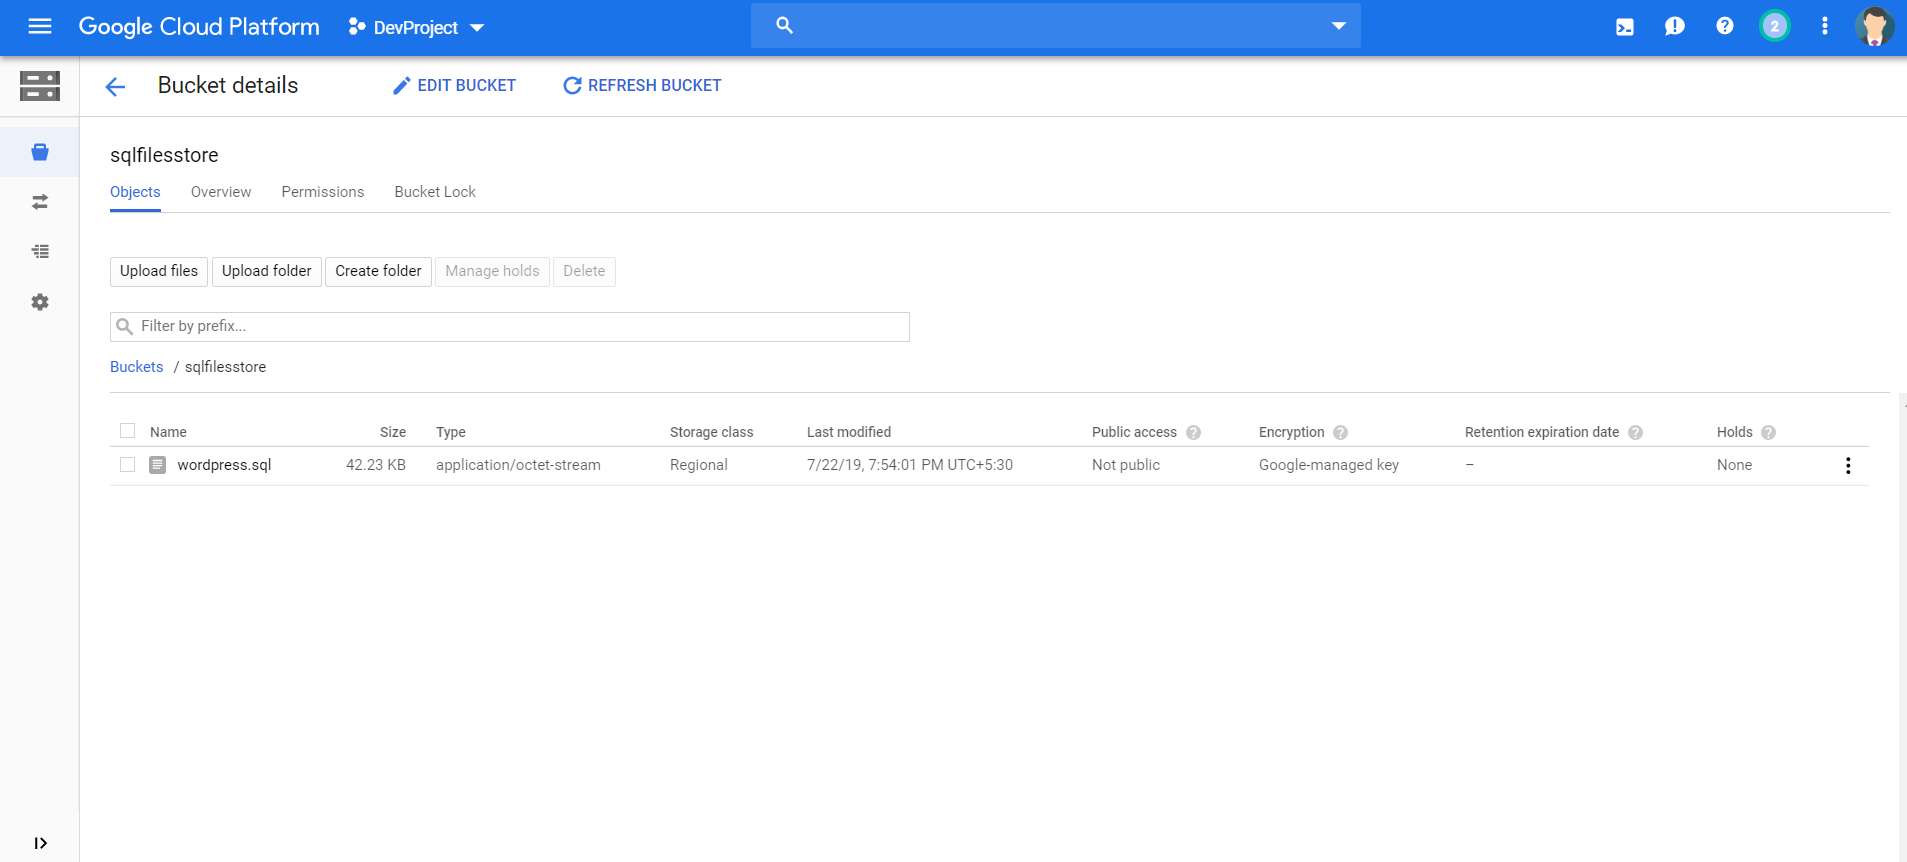 Google Cloud Platform DevProject 2
Bucket details EDIT BUCKET REFRESH BUCKET
sqlfilesstore
Objects Overview Permissions Bucket Lock
Upload files Upload folder Create folder Manage holds Delete
Filter by prefix...
Buckets / sqlfilesstore
Name Size Type Storage class Last modified Public access Encryption Retention expiration date Holds
wordpress.sql 42.23 KB application/octet-stream Regional 7/22/19, 7:54:01 PM UTC+5:30 Not public Google-managed key – None